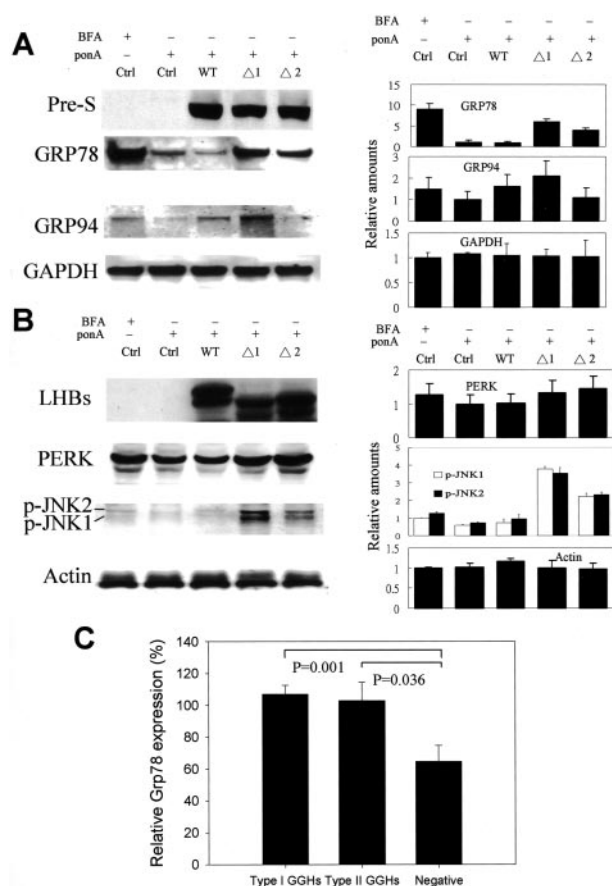 A
BFA + − − − −
ponA − + + + +
Ctrl Ctrl WT △1 △2
Pre-S
GRP78
GRP94
GAPDH
BFA + − − − −
ponA − + + + +
Ctrl Ctrl WT △1 △2
Relative amounts
15
10
5
0
GRP78
3
2
1
0
GRP94
1.5
1
0.5
0
GAPDH
B
BFA + − − − −
ponA − + + + +
Ctrl Ctrl WT △1 △2
LHBs
PERK
p-JNK2
p-JNK1
Actin
BFA + − − − −
ponA − + + + +
Ctrl Ctrl WT △1 △2
Relative amounts
2
1
0
PERK
5
4
2
1
0
p-JNK1
p-JNK2
1.5
1
0.5
0
Actin
C
Relative Grp78 expression (%)
140
120
100
80
60
40
20
0
P=0.001
P=0.036
Type I GGHs Type II GGHs Negative